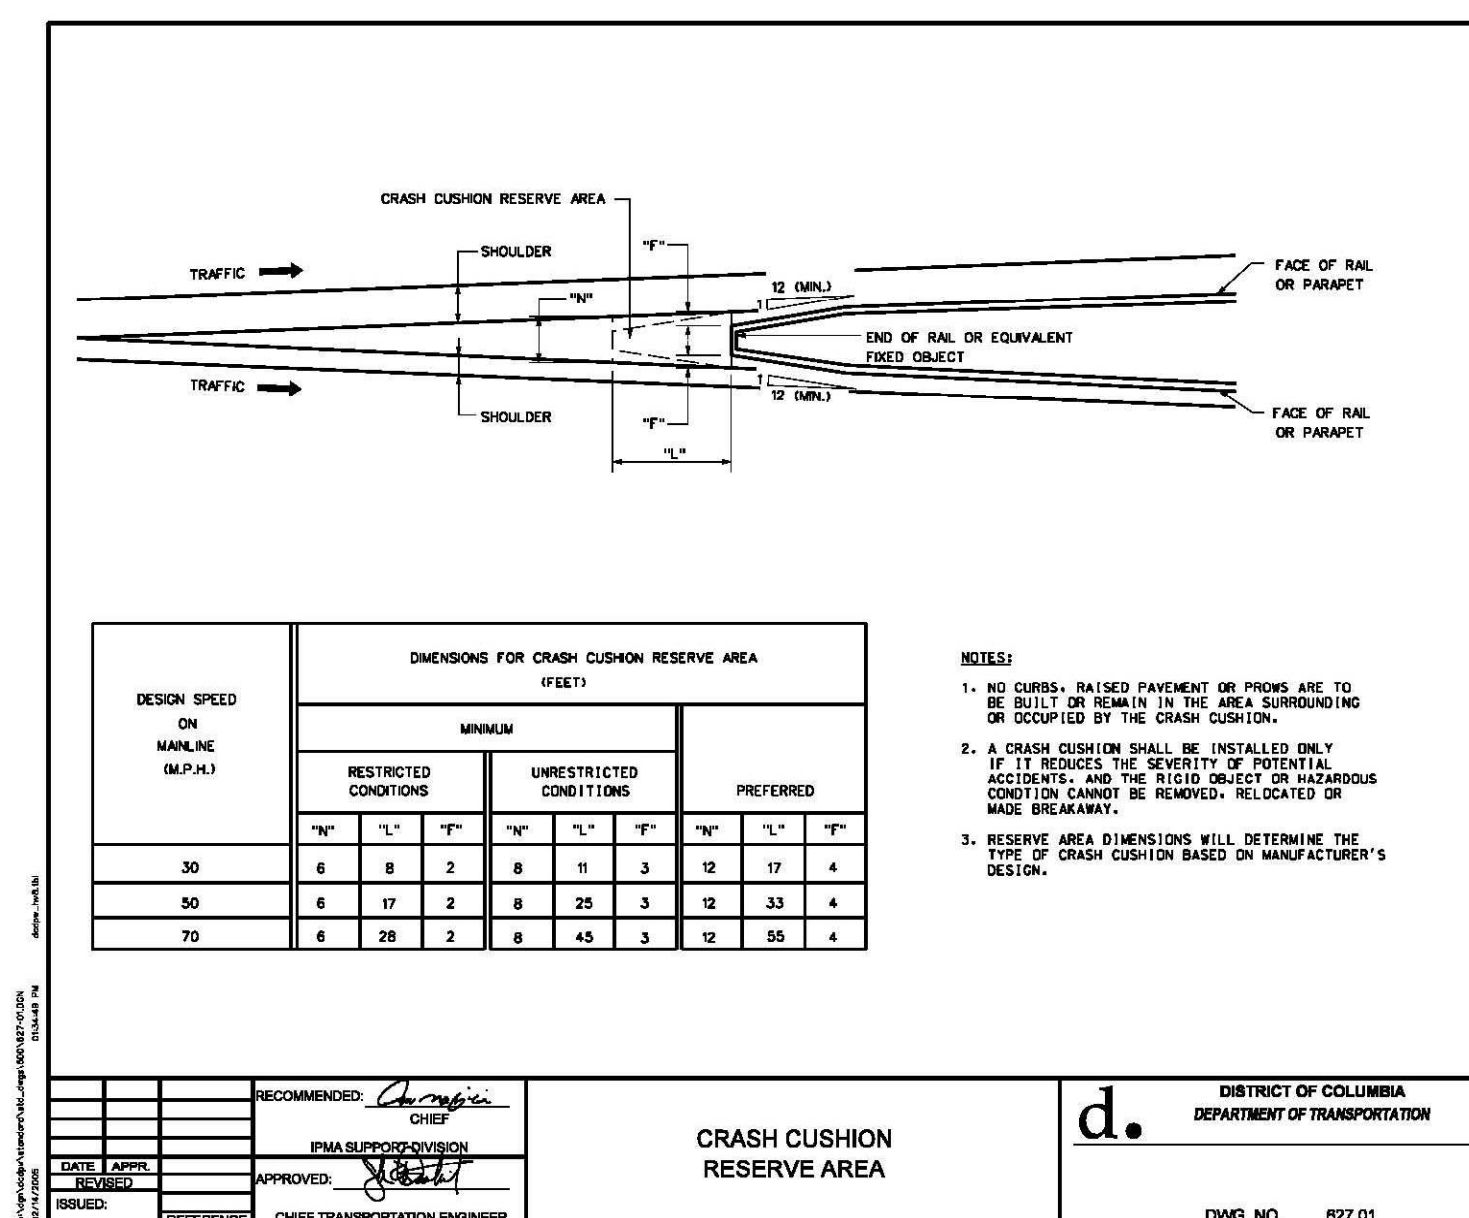 CRASH CUSHION RESERVE AREA
SHOULDER
"F"
TRAFFIC
"N"
12 (MIN.)
1
FACE OF RAIL
OR PARAPET
END OF RAIL OR EQUIVALENT
FIXED OBJECT
TRAFFIC
1
12 (MIN.)
SHOULDER
"F"
FACE OF RAIL
OR PARAPET
"L"
DESIGN SPEED
ON
MAINLINE
(M.P.H.)
DIMENSIONS FOR CRASH CUSHION RESERVE AREA
(FEET)
MINIMUM
RESTRICTED
CONDITIONS
UNRESTRICTED
CONDITIONS
PREFERRED
"N" "L" "F" "N" "L" "F" "N" "L" "F"
30 6 8 2 8 11 3 12 17 4
50 6 17 2 8 25 3 12 33 4
70 6 28 2 8 45 3 12 55 4
NOTES:
1. NO CURBS, RAISED PAVEMENT OR PROWS ARE TO
BE BUILT OR REMAIN IN THE AREA SURROUNDING
OR OCCUPIED BY THE CRASH CUSHION.
2. A CRASH CUSHION SHALL BE INSTALLED ONLY
IF IT REDUCES THE SEVERITY OF POTENTIAL
ACCIDENTS, AND THE RIGID OBJECT OR HAZARDOUS
CONDTION CANNOT BE REMOVED, RELOCATED OR
MADE BREAKAWAY.
3. RESERVE AREA DIMENSIONS WILL DETERMINE THE
TYPE OF CRASH CUSHION BASED ON MANUFACTURER'S
DESIGN.
01:34:49 PM
DATE APPR.
REVISED
ISSUED:
REFERENCE
RECOMMENDED:
CHIEF
IPMA SUPPORT DIVISION
APPROVED:
CHIEF TRANSPORTATION ENGINEER
CRASH CUSHION
RESERVE AREA
d.
DISTRICT OF COLUMBIA
DEPARTMENT OF TRANSPORTATION
DWG. NO. 627.01